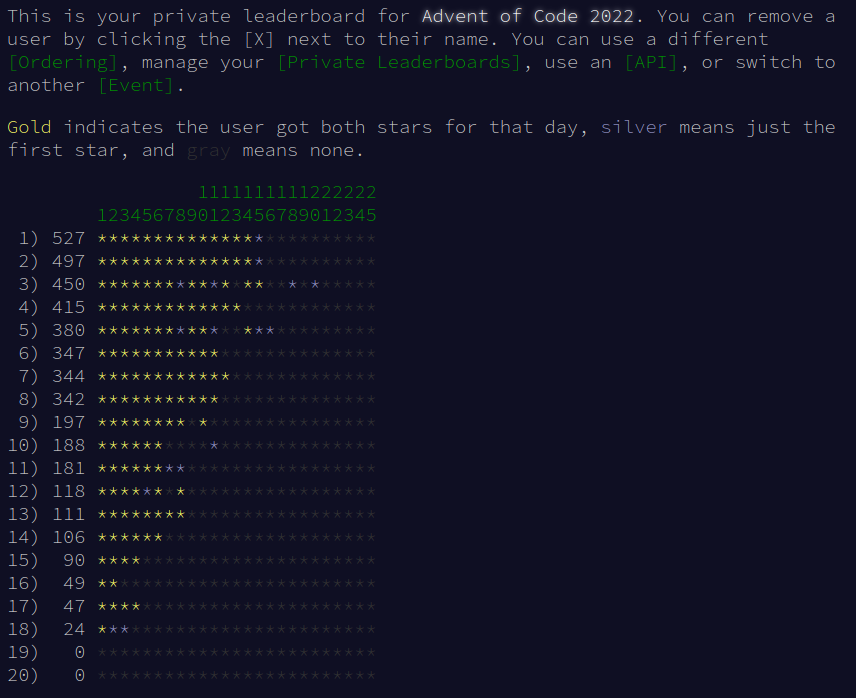 This is your private leaderboard for Advent of Code 2022. You can remove a
user by clicking the [X] next to their name. You can use a different
[Ordering], manage your [Private Leaderboards], use an [API], or switch to
another [Event].
Gold indicates the user got both stars for that day, silver means just the
first star, and gray means none.
1111111111222222
1234567890123456789012345
1) 527 *************************
2) 497 *************************
3) 450 *************************
4) 415 *************************
5) 380 *************************
6) 347 *************************
7) 344 *************************
8) 342 *************************
9) 197 *************************
10) 188 *************************
11) 181 *************************
12) 118 *************************
13) 111 *************************
14) 106 *************************
15) 90 *************************
16) 49 *************************
17) 47 *************************
18) 24 *************************
19) 0 *************************
20) 0 *************************